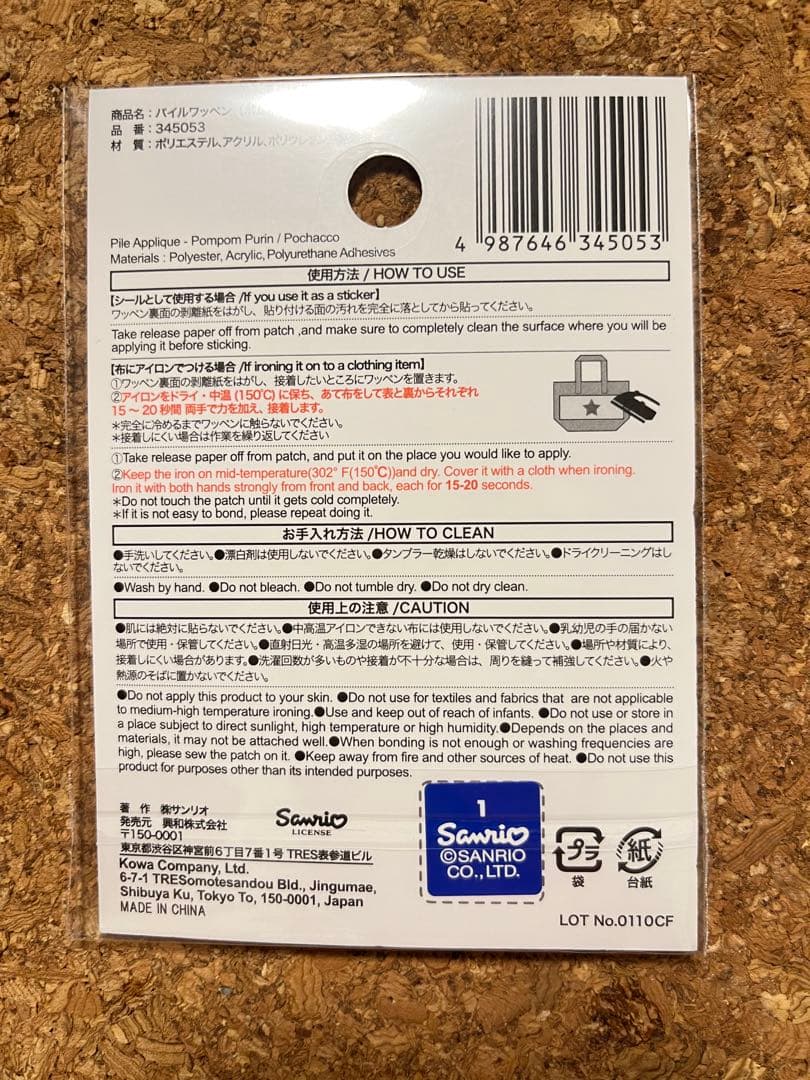 商品名：パイルワッペン
品　番：345053
材　質：ポリエステル、アクリル、ポリウレタン
4 987646 345053
Pile Applique - Pompom Purin / Pochacco
Materials : Polyester, Acrylic, Polyurethane Adhesives
使用方法 / HOW TO USE
【シールとして使用する場合 /If you use it as a sticker】
ワッペン裏面の剥離紙をはがし、貼り付ける面の汚れを完全に落としてから貼ってください。
Take release paper off from patch ,and make sure to completely clean the surface where you will be
applying it before sticking.
【布にアイロンでつける場合 /If ironing it on to a clothing item】
①ワッペン裏面の剥離紙をはがし、接着したいところにワッペンを置きます。
②アイロンをドライ・中温 (150℃) に保ち、あて布をして表と裏からそれぞれ
15 ～ 20 秒間 両手で力を加え、接着します。
＊完全に冷めるまでワッペンに触らないでください。
＊接着しにくい場合は作業を繰り返してください
①Take release paper off from patch, and put it on the place you would like to apply.
②Keep the iron on mid-temperature(302° F(150℃))and dry. Cover it with a cloth when ironing.
Iron it with both hands strongly from front and back, each for 15-20 seconds.
＊Do not touch the patch until it gets cold completely.
＊If it is not easy to bond, please repeat doing it.
お手入れ方法 /HOW TO CLEAN
●手洗いしてください。●漂白剤は使用しないでください。●タンブラー乾燥はしないでください。●ドライクリーニングはし
ないでください。
●Wash by hand. ●Do not bleach. ●Do not tumble dry. ●Do not dry clean.
使用上の注意 /CAUTION
●肌には絶対に貼らないでください。●中高温アイロンできない布には使用しないでください。●乳幼児の手の届かない
場所で使用・保管してください。●直射日光・高温多湿の場所を避けて、使用・保管してください。●場所や材質により、
接着しにくい場合があります。●洗濯回数が多いものや接着が不十分な場合は、周りを縫って補強してください。●火や
熱源のそばに置かないでください。
●Do not apply this product to your skin. ●Do not use for textiles and fabrics that are not applicable
to medium-high temperature ironing.●Use and keep out of reach of infants. ●Do not use or store in
a place subject to direct sunlight, high temperature or high humidity.●Depends on the places and
materials, it may not be attached well.●When bonding is not enough or washing frequencies are
high, please sew the patch on it. ●Keep away from fire and other sources of heat. ●Do not use this
product for purposes other than its intended purposes.
著　作　㈱サンリオ
発売元　興和株式会社
〒150-0001
東京都渋谷区神宮前６丁目７番１号 TRES表参道ビル
Kowa Company, Ltd.
6-7-1 TRESomotesandou Bld., Jingumae,
Shibuya Ku, Tokyo To, 150-0001, Japan
MADE IN CHINA
Sanrio
LICENSE
1
Sanrio
©SANRIO
CO., LTD.
プラ
袋
紙
台紙
LOT No.0110CF